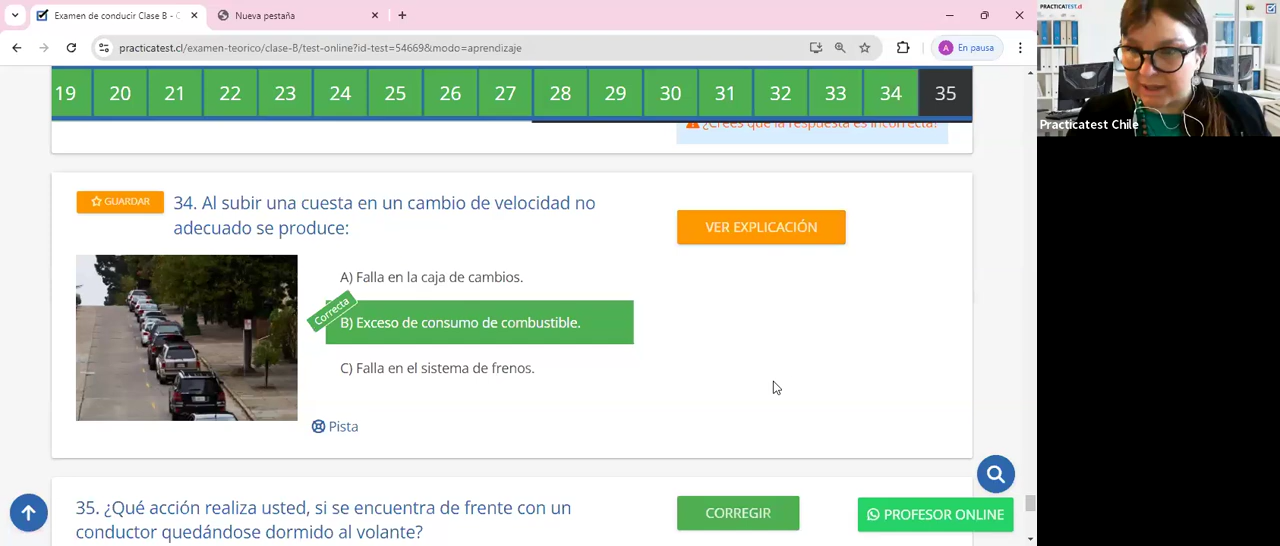 Examen de conducir Clase B - C
Nueva pestaña
practicatest.cl/examen-teorico/clase-B/test-online?id-test=54669&modo=aprendizaje
A En pausa
19 20 21 22 23 24 25 26 27 28 29 30 31 32 33 34 35
¿Crees que la respuesta es incorrecta?
GUARDAR
34. Al subir una cuesta en un cambio de velocidad no
adecuado se produce:
VER EXPLICACIÓN
A) Falla en la caja de cambios.
Correcta
B) Exceso de consumo de combustible.
C) Falla en el sistema de frenos.
Pista
35. ¿Qué acción realiza usted, si se encuentra de frente con un
conductor quedándose dormido al volante?
CORREGIR
PROFESOR ONLINE
PRACTICATEST.cl
Practicatest Chile